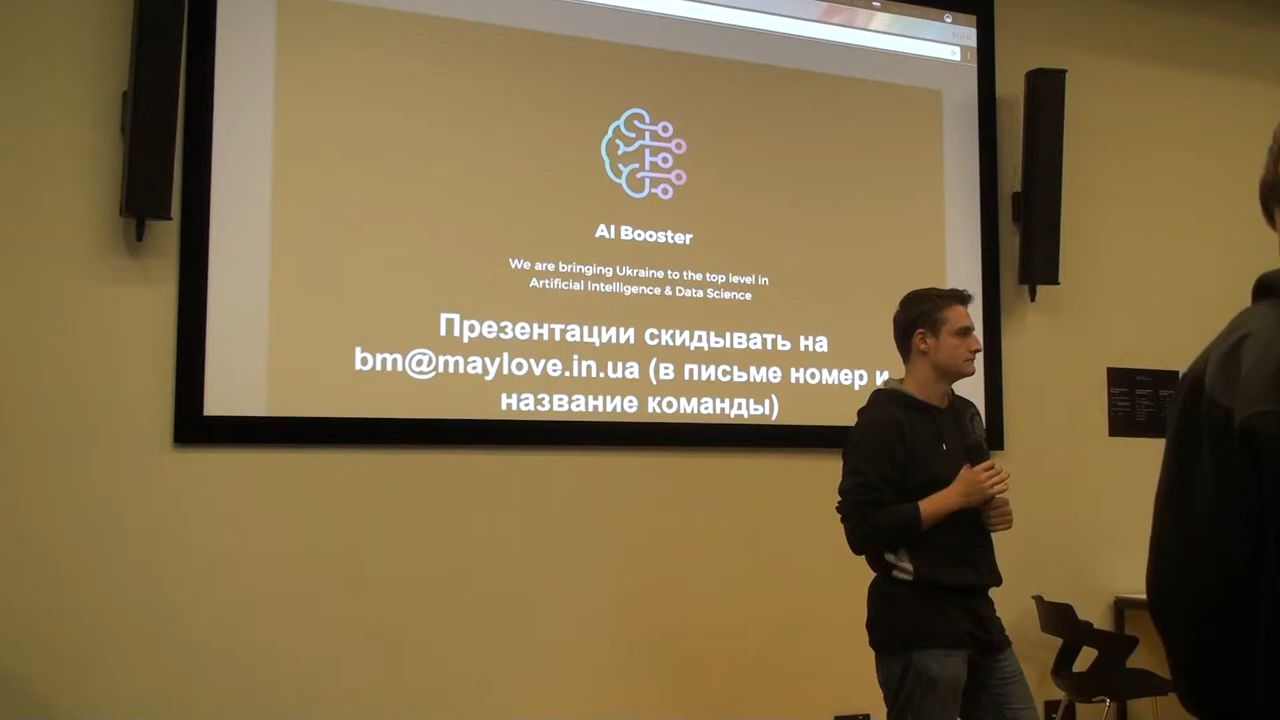 AI Booster
We are bringing Ukraine to the top level in
Artificial Intelligence & Data Science
Презентации скидывать на
bm@maylove.in.ua (в письме номер и
название команды)